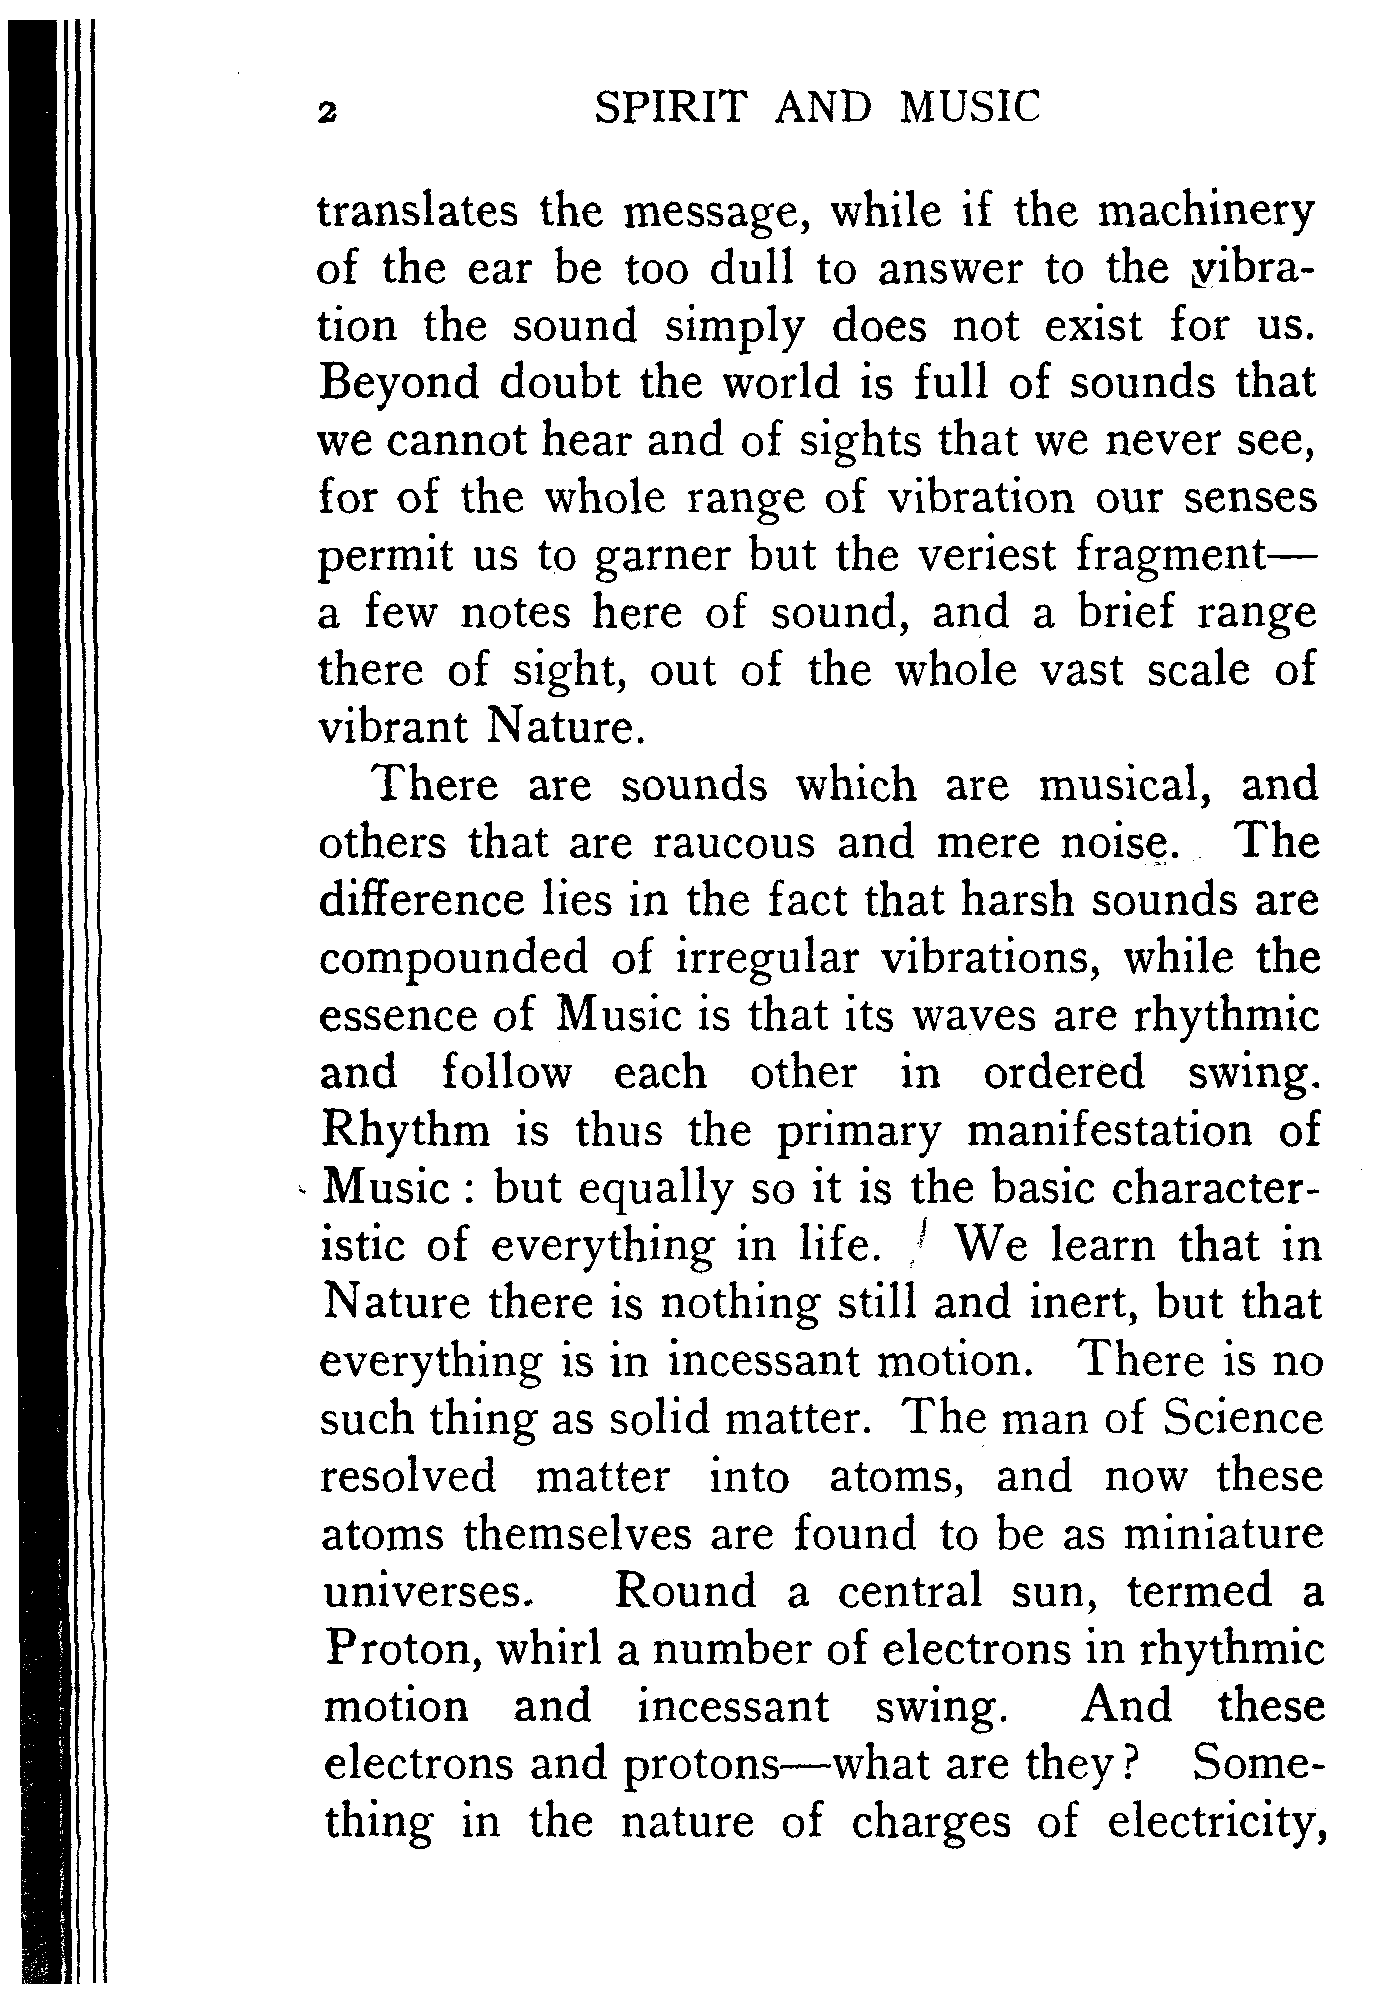 2 SPIRIT AND MUSIC
translates the message, while if the machinery
of the ear be too dull to answer to the vibra-
tion the sound simply does not exist for us.
Beyond doubt the world is full of sounds that
we cannot hear and of sights that we never see,
for of the whole range of vibration our senses
permit us to garner but the veriest fragment—
a few notes here of sound, and a brief range
there of sight, out of the whole vast scale of
vibrant Nature.
There are sounds which are musical, and
others that are raucous and mere noise. The
difference lies in the fact that harsh sounds are
compounded of irregular vibrations, while the
essence of Music is that its waves are rhythmic
and follow each other in ordered swing.
Rhythm is thus the primary manifestation of
Music : but equally so it is the basic character-
istic of everything in life. We learn that in
Nature there is nothing still and inert, but that
everything is in incessant motion. There is no
such thing as solid matter. The man of Science
resolved matter into atoms, and now these
atoms themselves are found to be as miniature
universes. Round a central sun, termed a
Proton, whirl a number of electrons in rhythmic
motion and incessant swing. And these
electrons and protons—what are they? Some-
thing in the nature of charges of electricity,